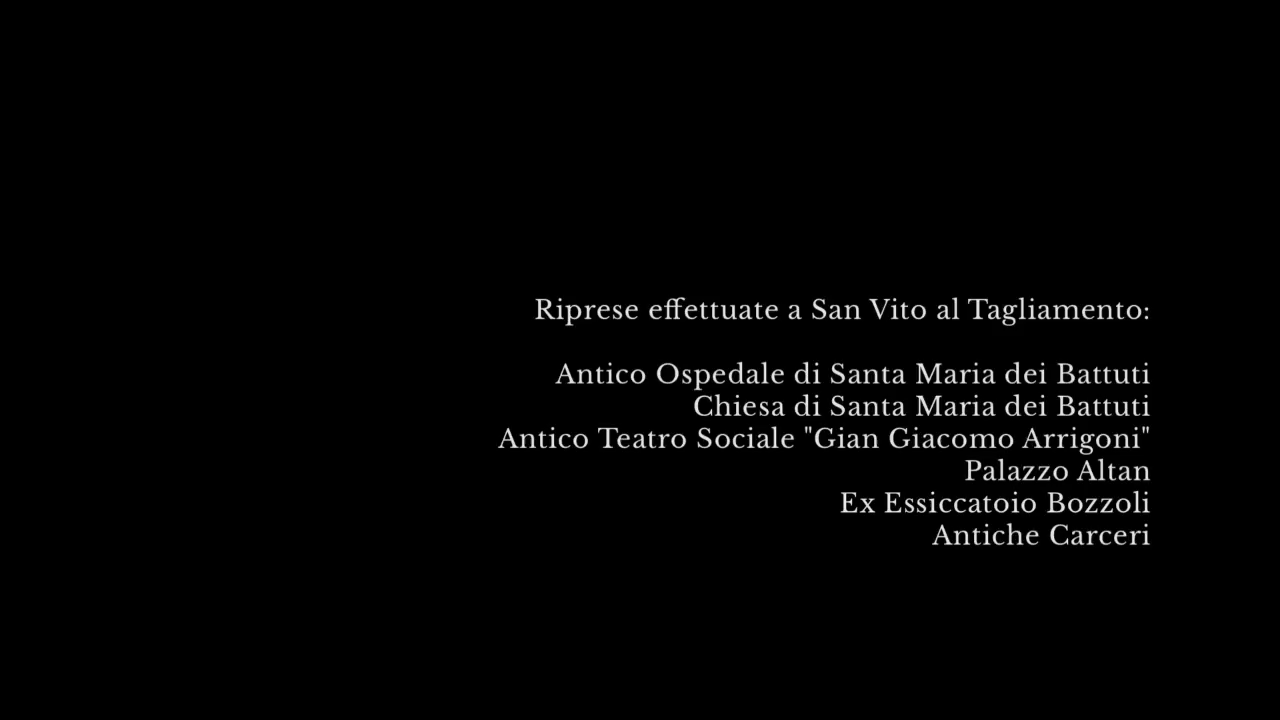 Riprese effettuate a San Vito al Tagliamento:
Antico Ospedale di Santa Maria dei Battuti
Chiesa di Santa Maria dei Battuti
Antico Teatro Sociale "Gian Giacomo Arrigoni"
Palazzo Altan
Ex Essiccatoio Bozzoli
Antiche Carceri